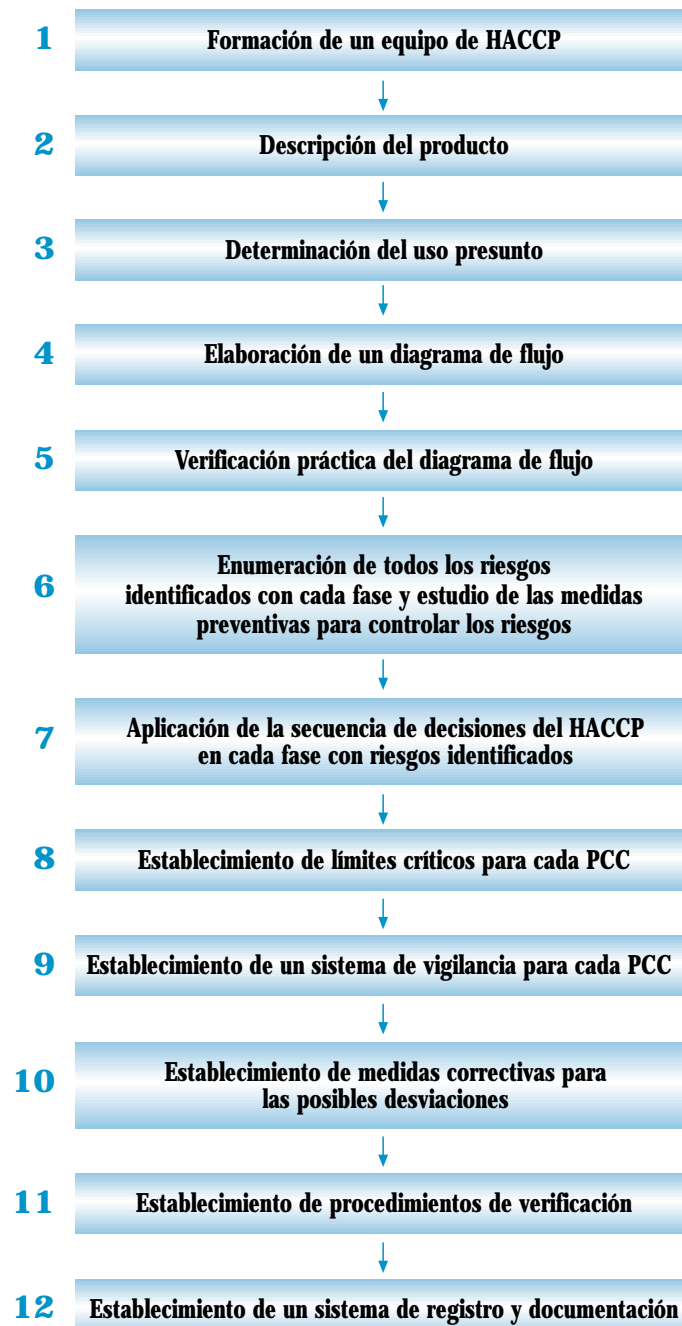 1 Formación de un equipo de HACCP
2 Descripción del producto
3 Determinación del uso presunto
4 Elaboración de un diagrama de flujo
5 Verificación práctica del diagrama de flujo
6 Enumeración de todos los riesgos
identificados con cada fase y estudio de las medidas
preventivas para controlar los riesgos
7 Aplicación de la secuencia de decisiones del HACCP
en cada fase con riesgos identificados
8 Establecimiento de límites críticos para cada PCC
9 Establecimiento de un sistema de vigilancia para cada PCC
10 Establecimiento de medidas correctivas para
las posibles desviaciones
11 Establecimiento de procedimientos de verificación
12 Establecimiento de un sistema de registro y documentación